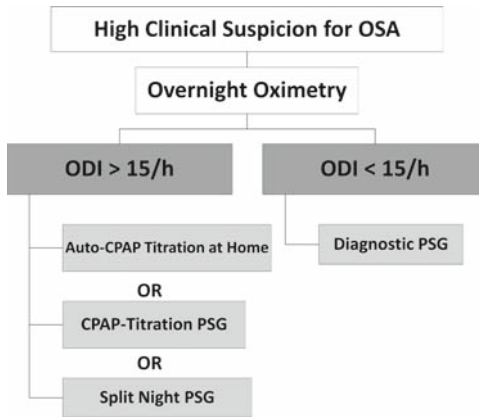 High Clinical Suspicion for OSA
Overnight Oximetry
ODI > 15/h
ODI < 15/h
Auto-CPAP Titration at Home
Diagnostic PSG
OR
CPAP-Titration PSG
OR
Split Night PSG